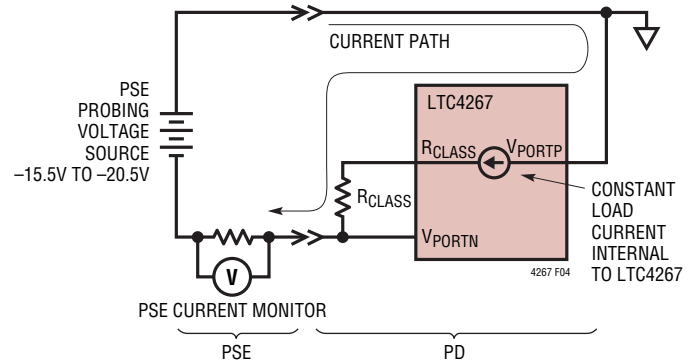 CURRENT PATH
PSE
PROBING
VOLTAGE
SOURCE
–15.5V TO –20.5V
LTC4267
RCLASS
VPORTP
RCLASS
VPORTN
CONSTANT
LOAD
CURRENT
INTERNAL
TO LTC4267
4267 F04
V
PSE CURRENT MONITOR
PSE
PD